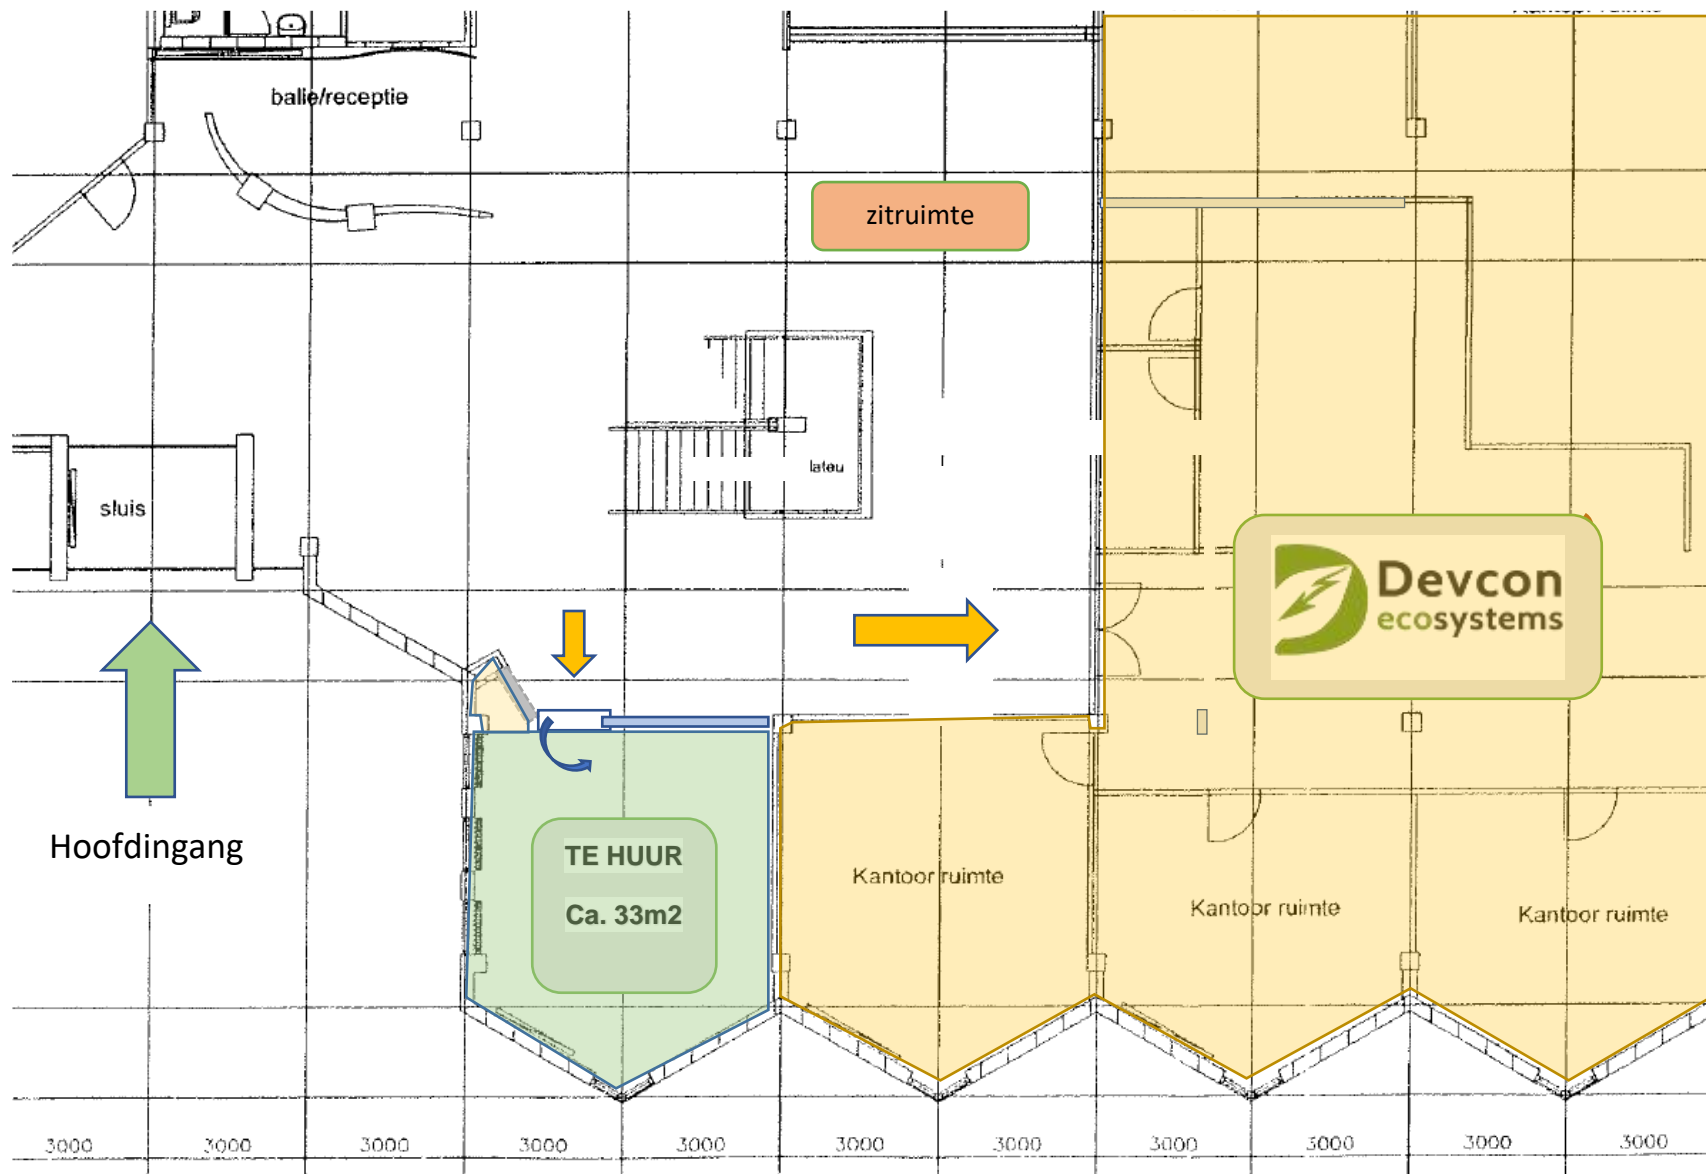 balie/receptie
zitruimte
sluis
Devcon
ecosystems
Hoofdingang
TE HUUR
Ca. 33m2
Kantoor ruimte
Kantoor ruimte
Kantoor ruimte
3000 3000 3000 3000 3000 3000 3000 3000 3000 3000 3000